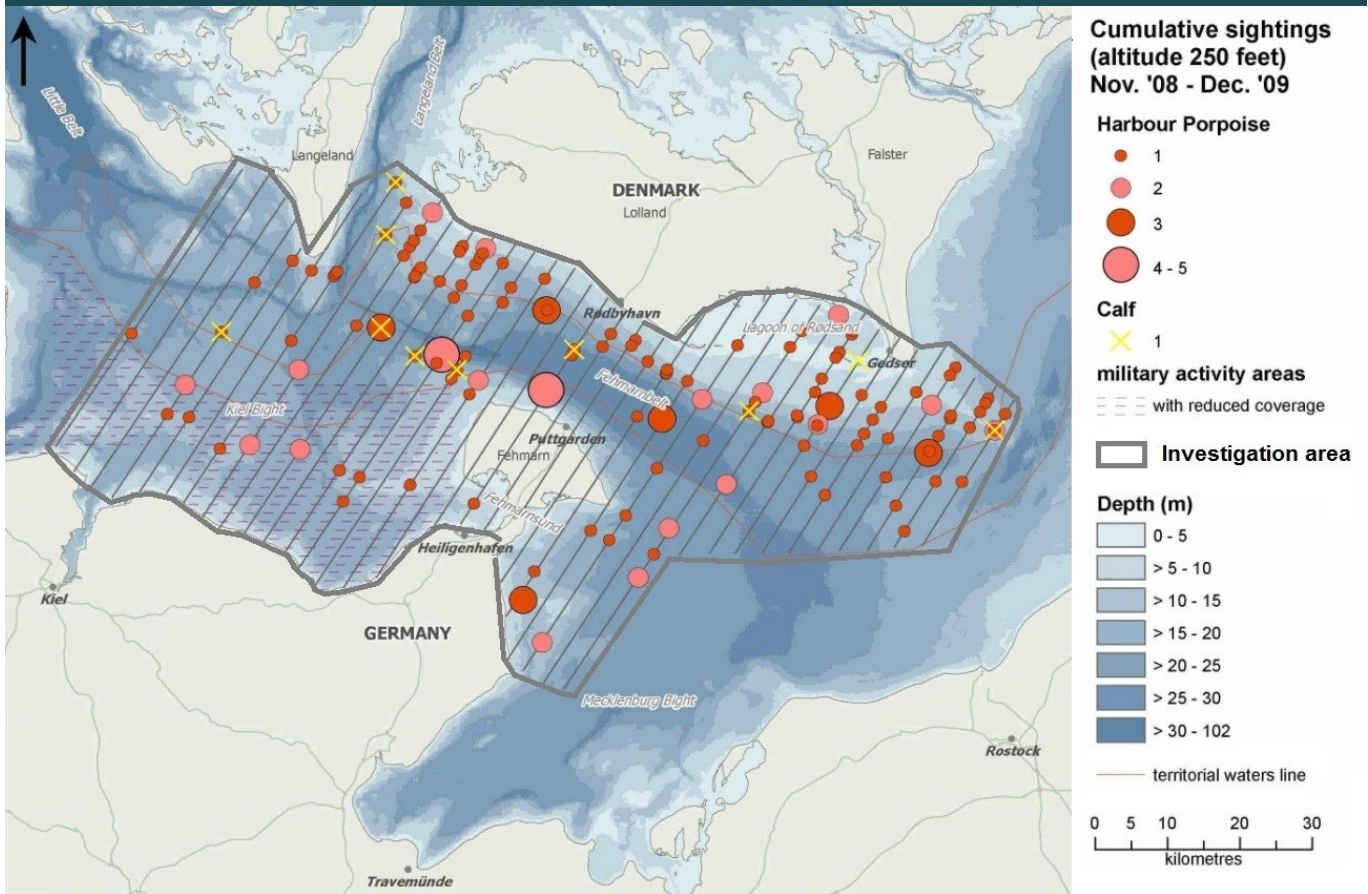 Little Belt
Langeland Belt
Langeland
Falster
DENMARK
Lolland
Rødbyhavn
Lagoon of Rødsand
Gedser
Fehmarnbelt
Kiel Bight
Puttgarden
Fehmarn
Fehmarnsund
Heiligenhafen
Kiel
GERMANY
Mecklenburg Bight
Rostock
Travemünde
Cumulative sightings
(altitude 250 feet)
Nov. '08 - Dec. '09
Harbour Porpoise
1
2
3
4 - 5
Calf
1
military activity areas
with reduced coverage
Investigation area
Depth (m)
0 - 5
> 5 - 10
> 10 - 15
> 15 - 20
> 20 - 25
> 25 - 30
> 30 - 102
territorial waters line
0 5 10 20 30
kilometres